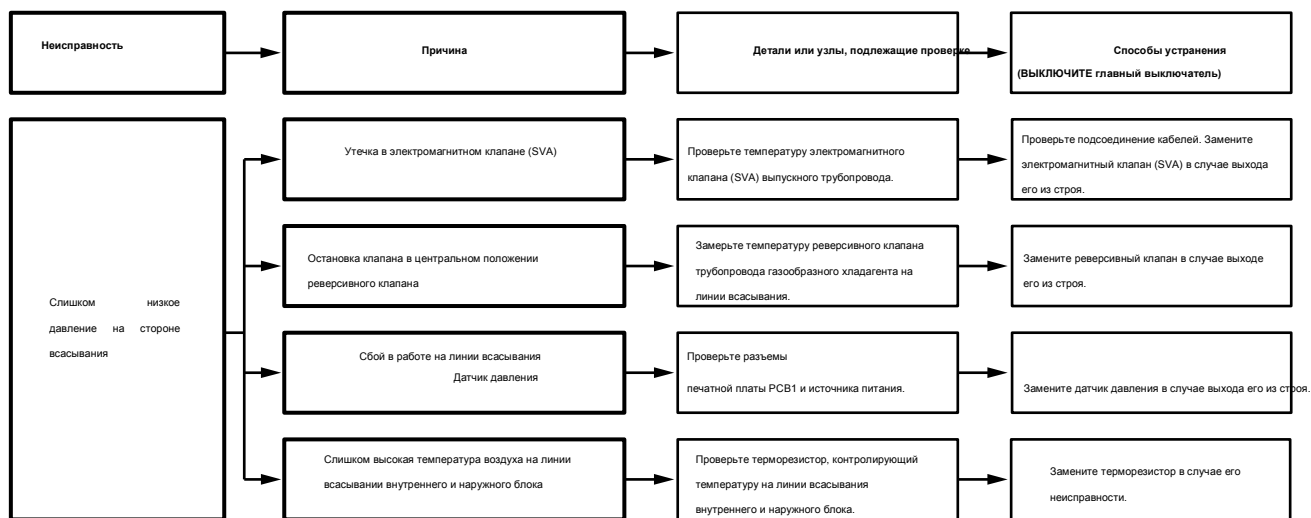 Неисправность
Причина
Детали или узлы, подлежащие проверке
Способы устранения
(ВЫКЛЮЧИТЕ главный выключатель)
Слишком низкое
давление на стороне
всасывания
Утечка в электромагнитном клапане (SVA)
Проверьте температуру электромагнитного
клапана (SVA) выпускного трубопровода.
Проверьте подсоединение кабелей. Замените
электромагнитный клапан (SVA) в случае выхода
его из строя.
Остановка клапана в центральном положении
реверсивного клапана
Замерьте температуру реверсивного клапана
трубопровода газообразного хладагента на
линии всасывания.
Замените реверсивный клапан в случае выходе
его из строя.
Сбой в работе на линии всасывания
Датчик давления
Проверьте разъемы
печатной платы PCB1 и источника питания.
Замените датчик давления в случае выхода его из строя.
Слишком высокая температура воздуха на линии
всасывании внутреннего и наружного блока
Проверьте терморезистор, контролирующий
температуру на линии всасывания
внутреннего и наружного блока.
Замените терморезистор в случае его
неисправности.